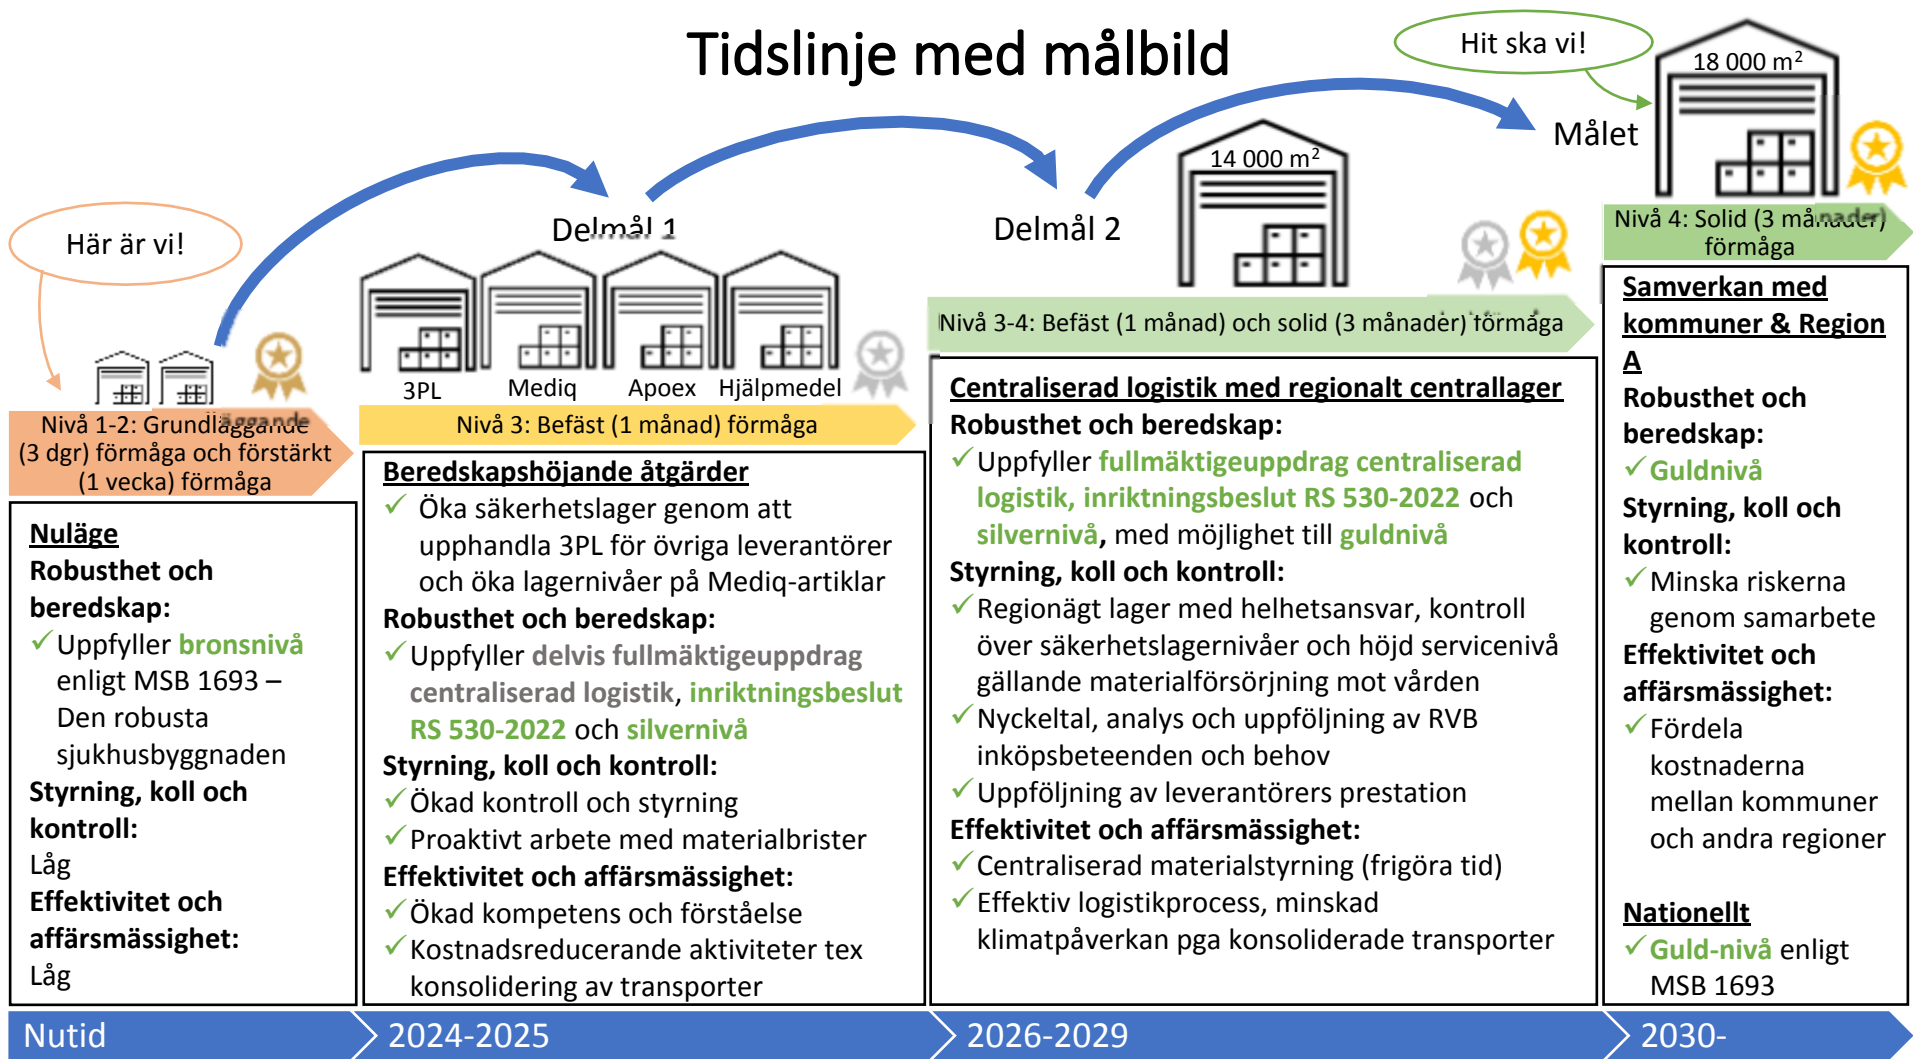 Tidslinje med målbild
Hit ska vi!
18 000 m²
Målet
14 000 m²
Här är vi!
Delmål 1
Delmål 2
3PL
Mediq
Apoex
Hjälpmedel
Nivå 1-2: Grundläggande
(3 dgr) förmåga och förstärkt
(1 vecka) förmåga
Nuläge
Robusthet och
beredskap:
✓Uppfyller bronsnivå
enligt MSB 1693 –
Den robusta
sjukhusbyggnaden
Styrning, koll och
kontroll:
Låg
Effektivitet och
affärsmässighet:
Låg
Nivå 3: Befäst (1 månad) förmåga
Beredskapshöjande åtgärder
✓ Öka säkerhetslager genom att
upphandla 3PL för övriga leverantörer
och öka lagernivåer på Mediq-artiklar
Robusthet och beredskap:
✓Uppfyller delvis fullmäktigeuppdrag
centraliserad logistik, inriktningsbeslut
RS 530-2022 och silvernivå
Styrning, koll och kontroll:
✓Ökad kontroll och styrning
✓Proaktivt arbete med materialbrister
Effektivitet och affärsmässighet:
✓Ökad kompetens och förståelse
✓Kostnadsreducerande aktiviteter tex
konsolidering av transporter
Nivå 3-4: Befäst (1 månad) och solid (3 månader) förmåga
Centraliserad logistik med regionalt centrallager
Robusthet och beredskap:
✓Uppfyller fullmäktigeuppdrag centraliserad
logistik, inriktningsbeslut RS 530-2022 och
silvernivå, med möjlighet till guldnivå
Styrning, koll och kontroll:
✓Regionägt lager med helhetsansvar, kontroll
över säkerhetslagernivåer och höjd servicenivå
gällande materialförsörjning mot vården
✓Nyckeltal, analys och uppföljning av RVB
inköpsbeteenden och behov
✓Uppföljning av leverantörers prestation
Effektivitet och affärsmässighet:
✓Centraliserad materialstyrning (frigöra tid)
✓Effektiv logistikprocess, minskad
klimatpåverkan pga konsoliderade transporter
Nivå 4: Solid (3 månader)
förmåga
Samverkan med
kommuner & Region
A
Robusthet och
beredskap:
✓Guldnivå
Styrning, koll och
kontroll:
✓Minska riskerna
genom samarbete
Effektivitet och
affärsmässighet:
✓Fördela
kostnaderna
mellan kommuner
och andra regioner
Nationellt
✓Guld-nivå enligt
MSB 1693
Nutid
2024-2025
2026-2029
2030-